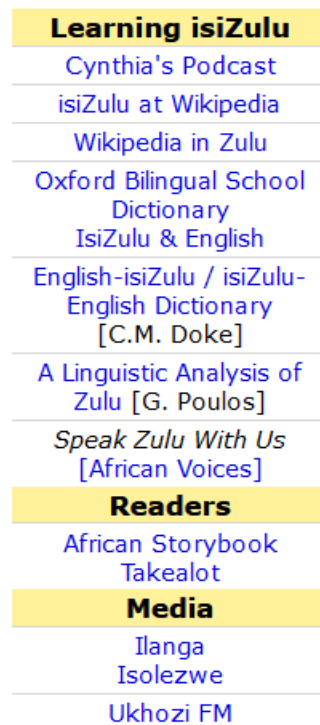 Learning isiZulu
Cynthia's Podcast
isiZulu at Wikipedia
Wikipedia in Zulu
Oxford Bilingual School
Dictionary
IsiZulu & English
English-isiZulu / isiZulu-
English Dictionary
[C.M. Doke]
A Linguistic Analysis of
Zulu [G. Poulos]
Speak Zulu With Us
[African Voices]
Readers
African Storybook
Takealot
Media
Ilanga
Isolezwe
Ukhozi FM